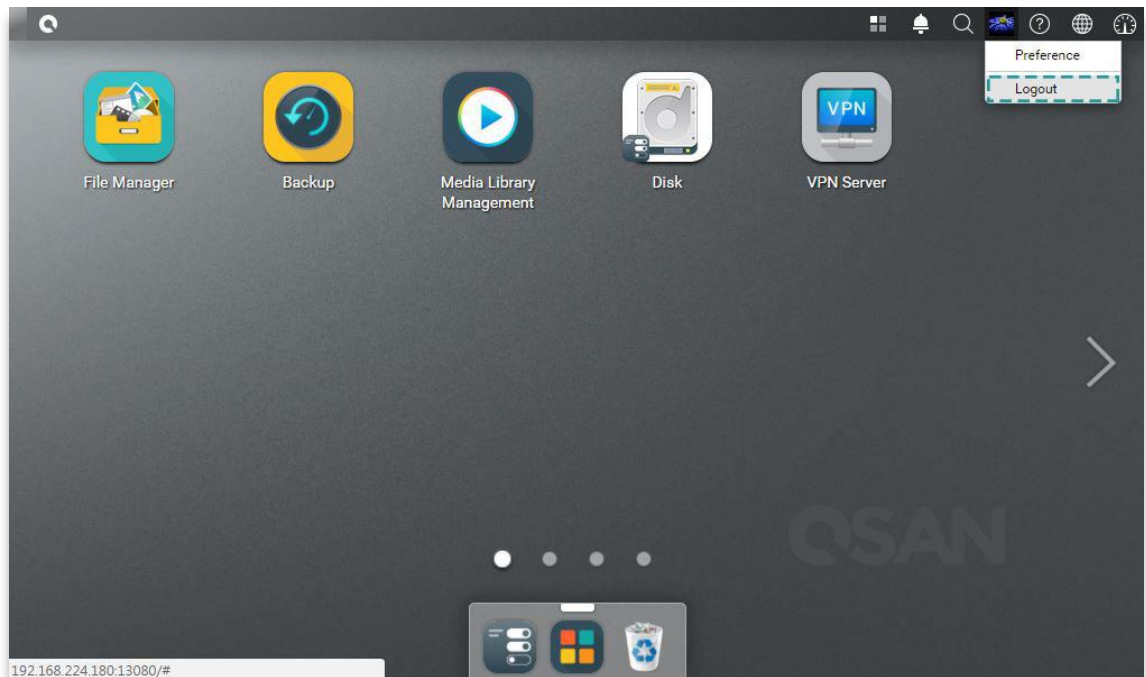 Preference
Logout
VPN
File Manager
Backup
Media Library
Management
Disk
VPN Server
QSAN
192.168.224.180:13080/#